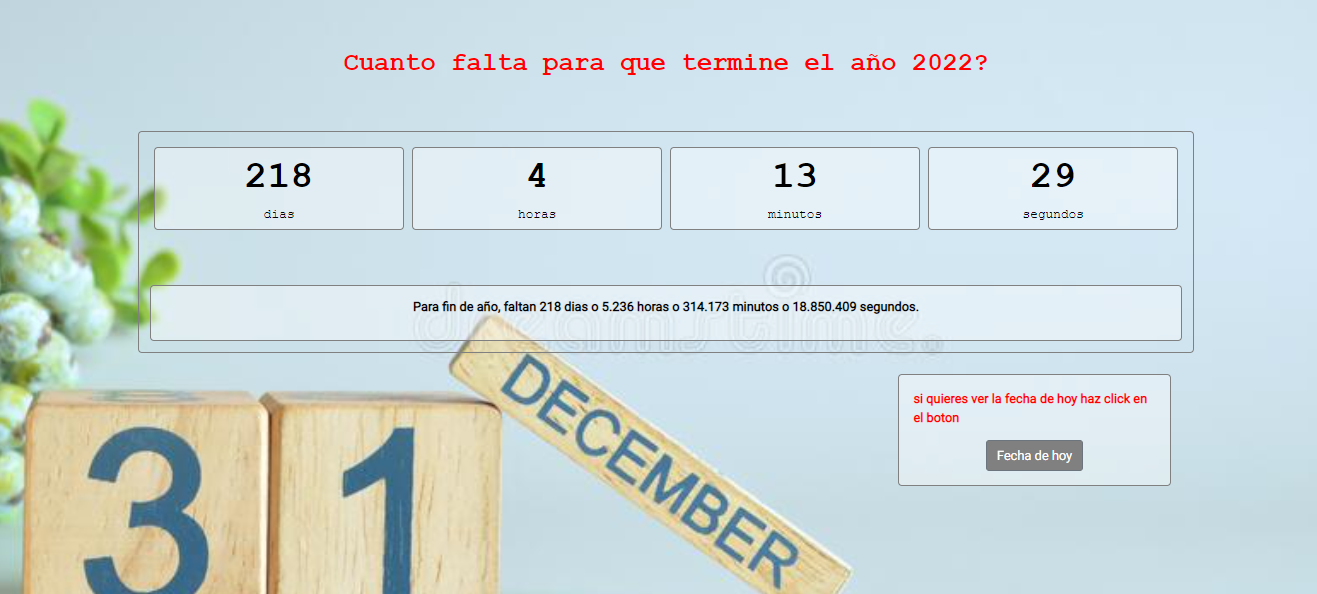 Cuanto falta para que termine el año 2022?
218
4
13
29
dias
horas
minutos
segundos
Para fin de año, faltan 218 dias o 5.236 horas o 314.173 minutos o 18.850.409 segundos.
dreamstime.
DECEMBER
si quieres ver la fecha de hoy haz click en
el boton
Fecha de hoy
31